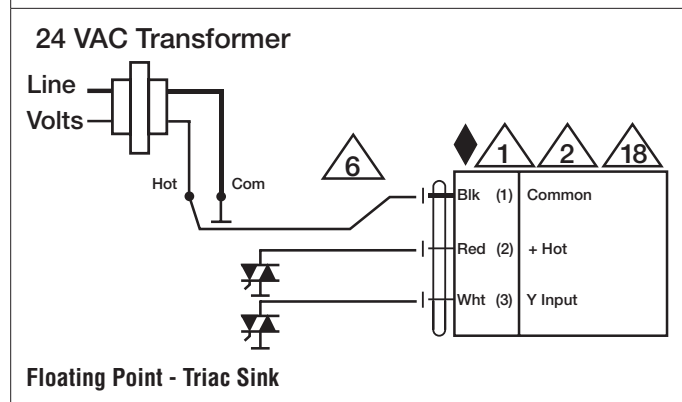 24 VAC Transformer
Line
Volts
Hot
Com
6
1
2
18
Blk (1) Common
Red (2) + Hot
Wht (3) Y Input
Floating Point - Triac Sink